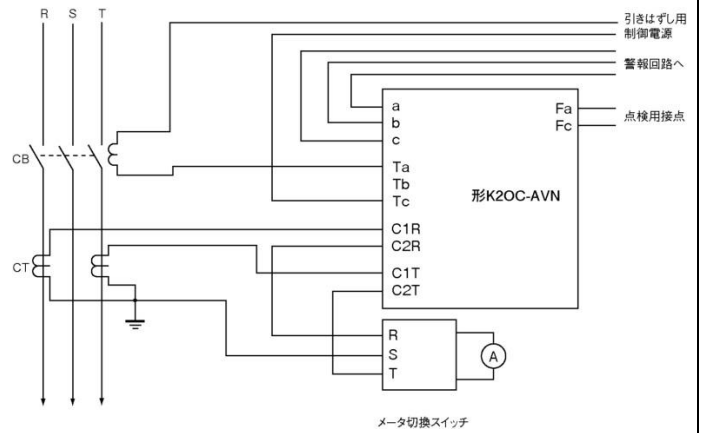 R S T
引きはずし用
制御電源
警報回路へ
a
b
c
Fa
Fc
点検用接点
CB
Ta
Tb
Tc
形K2OC-AVN
C1R
C2R
CT
C1T
C2T
R
S
T
A
メータ切換スイッチ